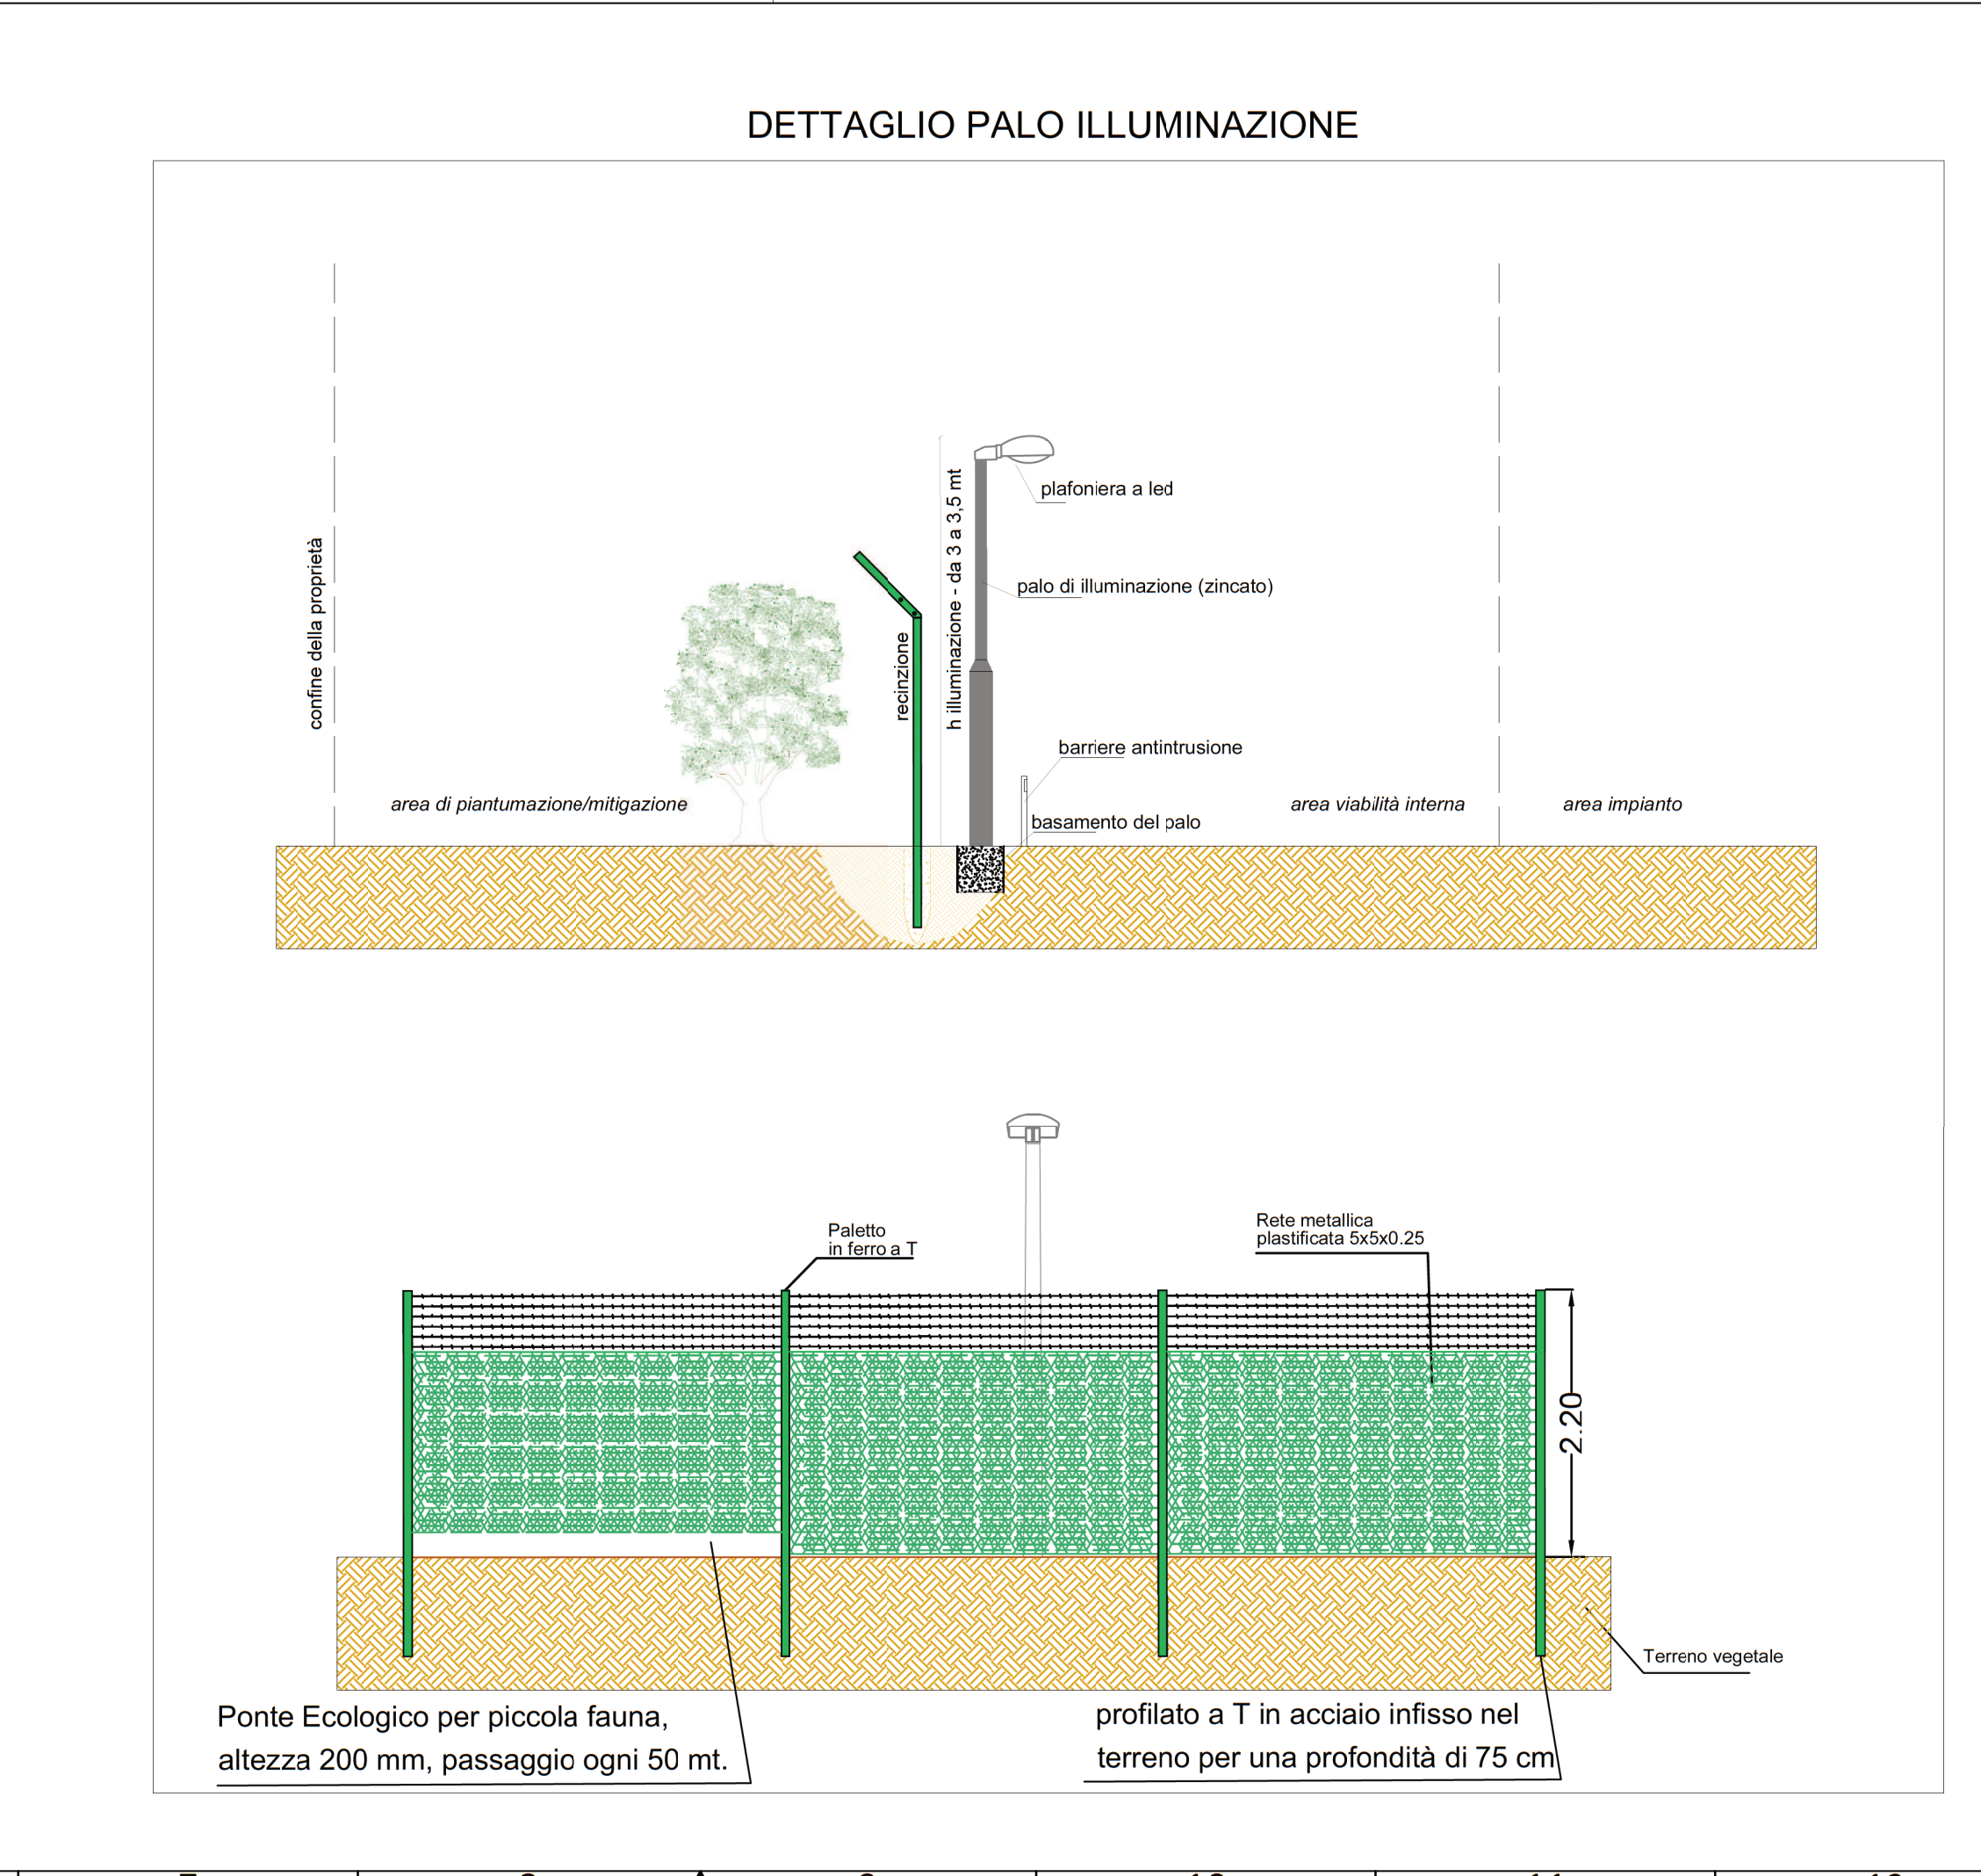 DETTAGLIO PALO ILLUMINAZIONE
plafoniera a led
h illuminazione - da 3 a 3,5 mt
confine della proprietà
palo di illuminazione (zincato)
recinzione
barriere antintrusione
area di piantumazione/mitigazione
basamento del palo
area viabilità interna
area impianto
Paletto
in ferro a T
Rete metallica
plastificata 5x5x0.25
2.20
Terreno vegetale
Ponte Ecologico per piccola fauna,
altezza 200 mm, passaggio ogni 50 mt.
profilato a T in acciaio infisso nel
terreno per una profondità di 75 cm